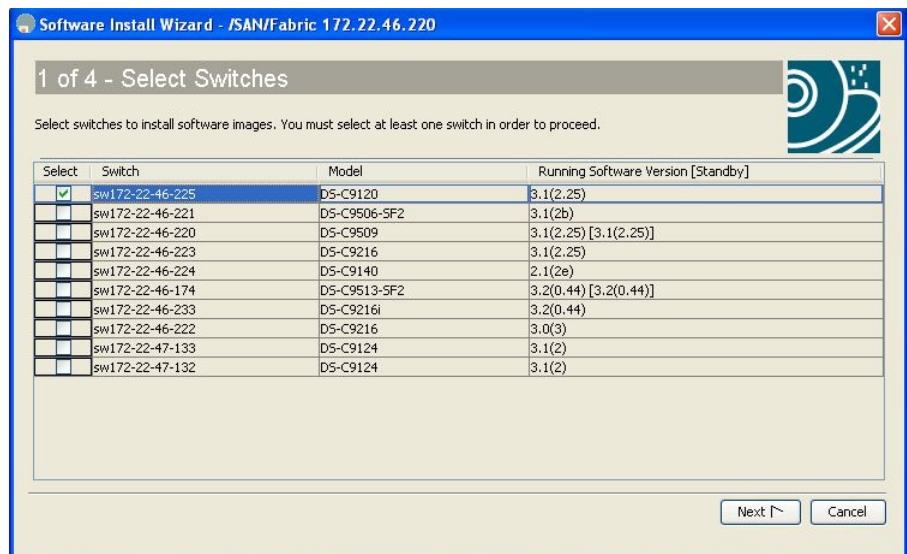 Software Install Wizard - /SAN/Fabric 172.22.46.220
1 of 4 - Select Switches
Select switches to install software images. You must select at least one switch in order to proceed.
Select Switch Model Running Software Version [Standby]
sw172-22-46-225 DS-C9120 3.1(2.25)
sw172-22-46-221 DS-C9506-SF2 3.1(2b)
sw172-22-46-220 DS-C9509 3.1(2.25) [3.1(2.25)]
sw172-22-46-223 DS-C9216 3.1(2.25)
sw172-22-46-224 DS-C9140 2.1(2e)
sw172-22-46-174 DS-C9513-SF2 3.2(0.44) [3.2(0.44)]
sw172-22-46-233 DS-C9216i 3.2(0.44)
sw172-22-46-222 DS-C9216 3.0(3)
sw172-22-47-133 DS-C9124 3.1(2)
sw172-22-47-132 DS-C9124 3.1(2)
Next Cancel